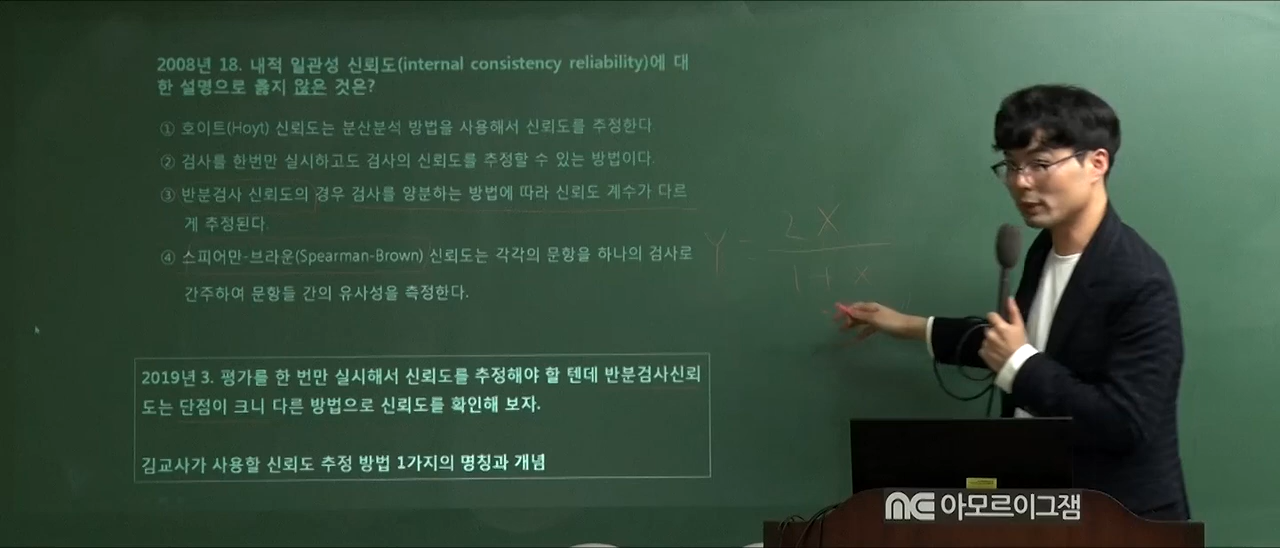 2008년 18. 내적 일관성 신뢰도(internal consistency reliability)에 대
한 설명으로 옳지 않은 것은?
① 호이트(Hoyt) 신뢰도는 분산분석 방법을 사용해서 신뢰도를 추정한다
② 검사를 한번만 실시하고도 검사의 신뢰도를 추정할 수 있는 방법이다.
③ 반분검사 신뢰도의 경우 검사를 양분하는 방법에 따라 신뢰도 계수가 다르
게 추정된다.
④ 스피어만-브라운(Spearman-Brown) 신뢰도는 각각의 문항을 하나의 검사로
간주하여 문항들 간의 유사성을 측정한다.
Y = 2X
1 + x
2019년 3. 평가를 한 번만 실시해서 신뢰도를 추정해야 할 텐데 반분검사신뢰
도는 단점이 크니 다른 방법으로 신뢰도를 확인해 보자.
김교사가 사용할 신뢰도 추정 방법 1가지의 명칭과 개념
아모르이그잼